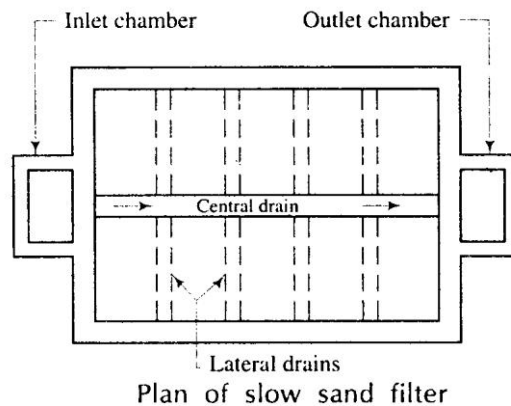 Inlet chamber
Outlet chamber
Central drain
Lateral drains
Plan of slow sand filter